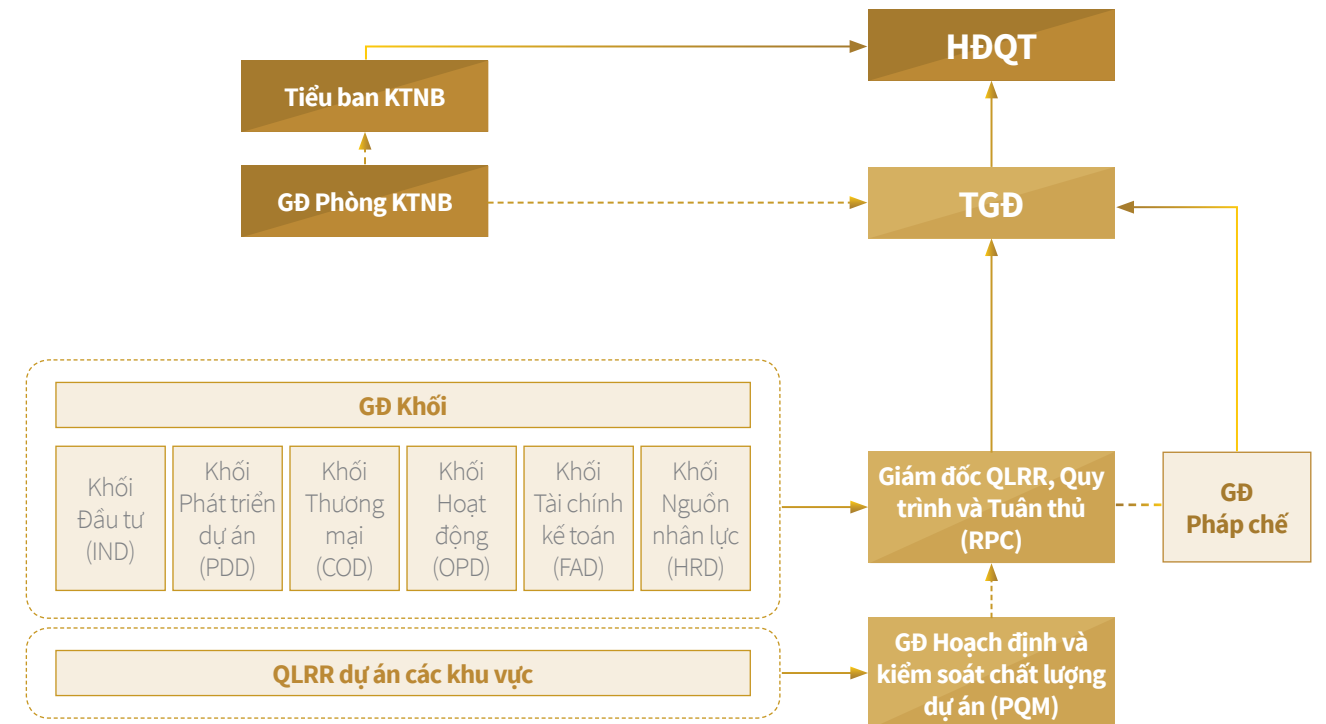 HĐQT
Tiểu ban KTNB
GĐ Phòng KTNB
TGĐ
GĐ Khối
Khối
Đầu tư
(IND)
Khối
Phát triển
dự án
(PDD)
Khối
Thương
mại
(COD)
Khối
Hoạt
động
(OPD)
Khối
Tài chính
kế toán
(FAD)
Khối
Nguồn
nhân lực
(HRD)
Giám đốc QLRR, Quy
trình và Tuân thủ
(RPC)
GĐ
Pháp chế
QLRR dự án các khu vực
GĐ Hoạch định và
kiểm soát chất lượng
dự án (PQM)